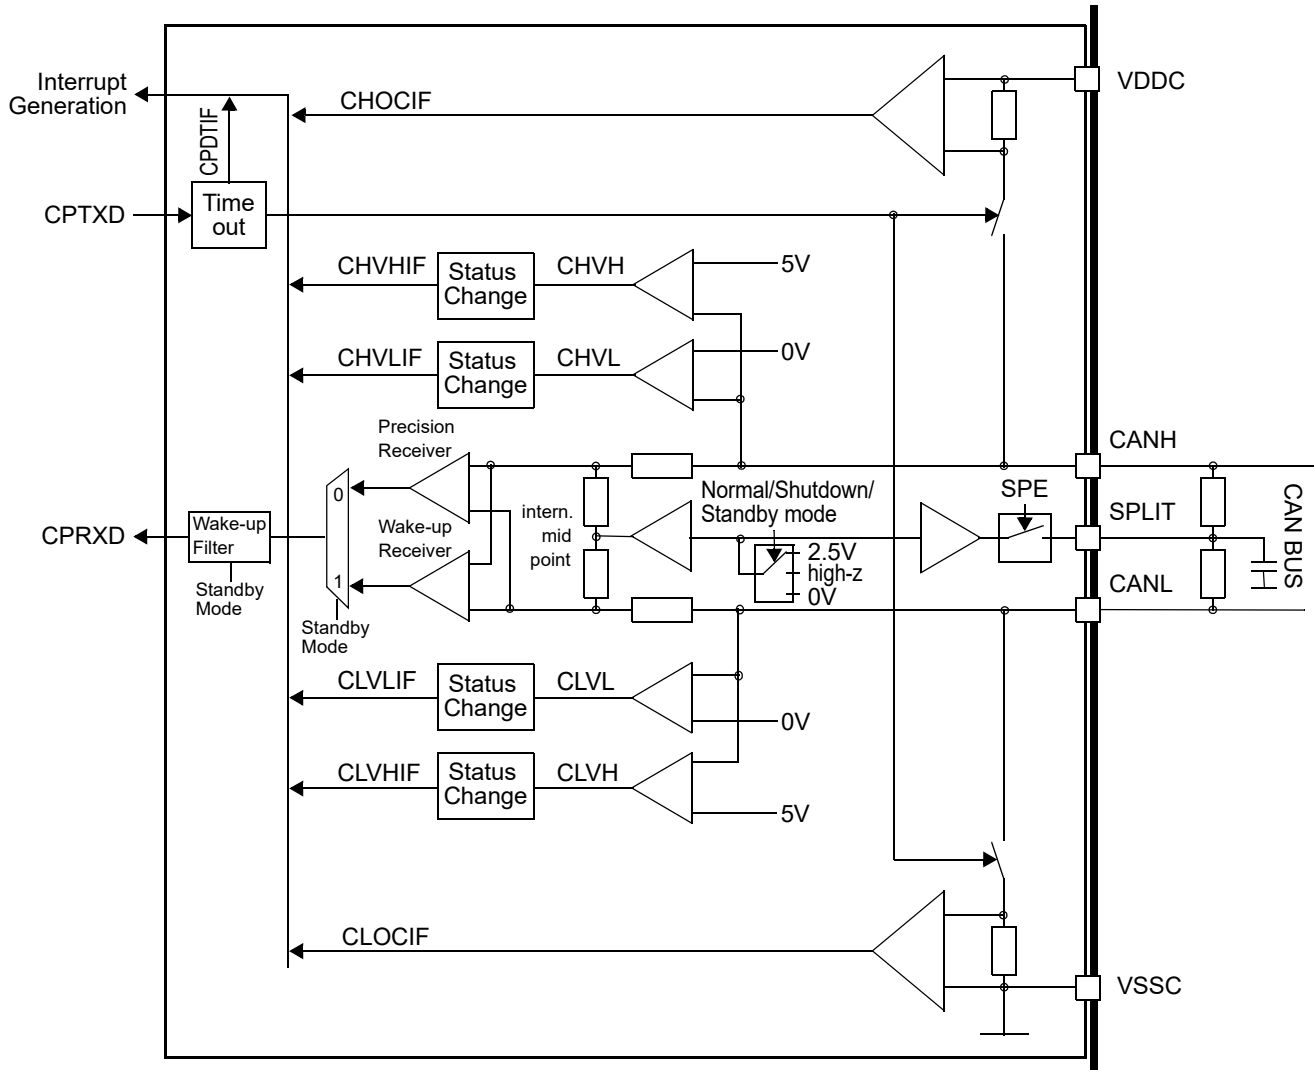 Interrupt
Generation
CHOCIF
VDDC
CPDTIF
CPTXD
Time
out
CHVHIF
Status
Change
CHVH
5V
CHVLIF
Status
Change
CHVL
0V
Precision
Receiver
CANH
0
Normal/Shutdown/
Standby mode
SPE
intern.
mid
point
SPLIT
CAN BUS
CPRXD
Wake-up
Filter
Wake-up
Receiver
2.5V
high-z
0V
1
CANL
Standby
Mode
Standby
Mode
CLVLIF
Status
Change
CLVL
0V
CLVHIF
Status
Change
CLVH
5V
CLOCIF
VSSC